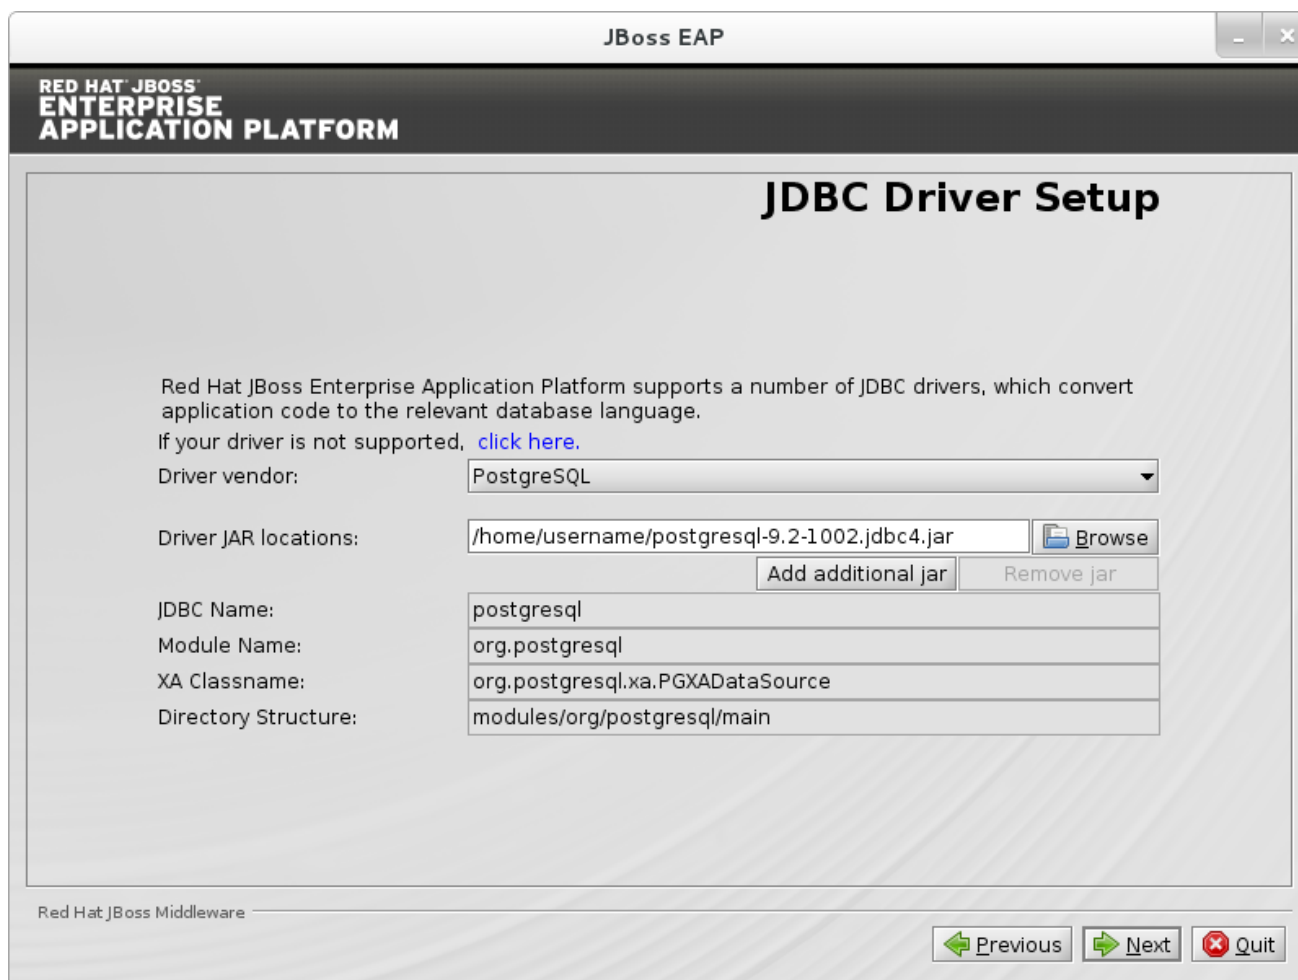 JBoss EAP
RED HAT® JBOSS®
ENTERPRISE
APPLICATION PLATFORM
JDBC Driver Setup
Red Hat JBoss Enterprise Application Platform supports a number of JDBC drivers, which convert
application code to the relevant database language.
If your driver is not supported, click here.
Driver vendor: PostgreSQL
Driver JAR locations: /home/username/postgresql-9.2-1002.jdbc4.jar Browse
Add additional jar Remove jar
JDBC Name: postgresql
Module Name: org.postgresql
XA Classname: org.postgresql.xa.PGXADataSource
Directory Structure: modules/org/postgresql/main
Red Hat JBoss Middleware
Previous Next Quit